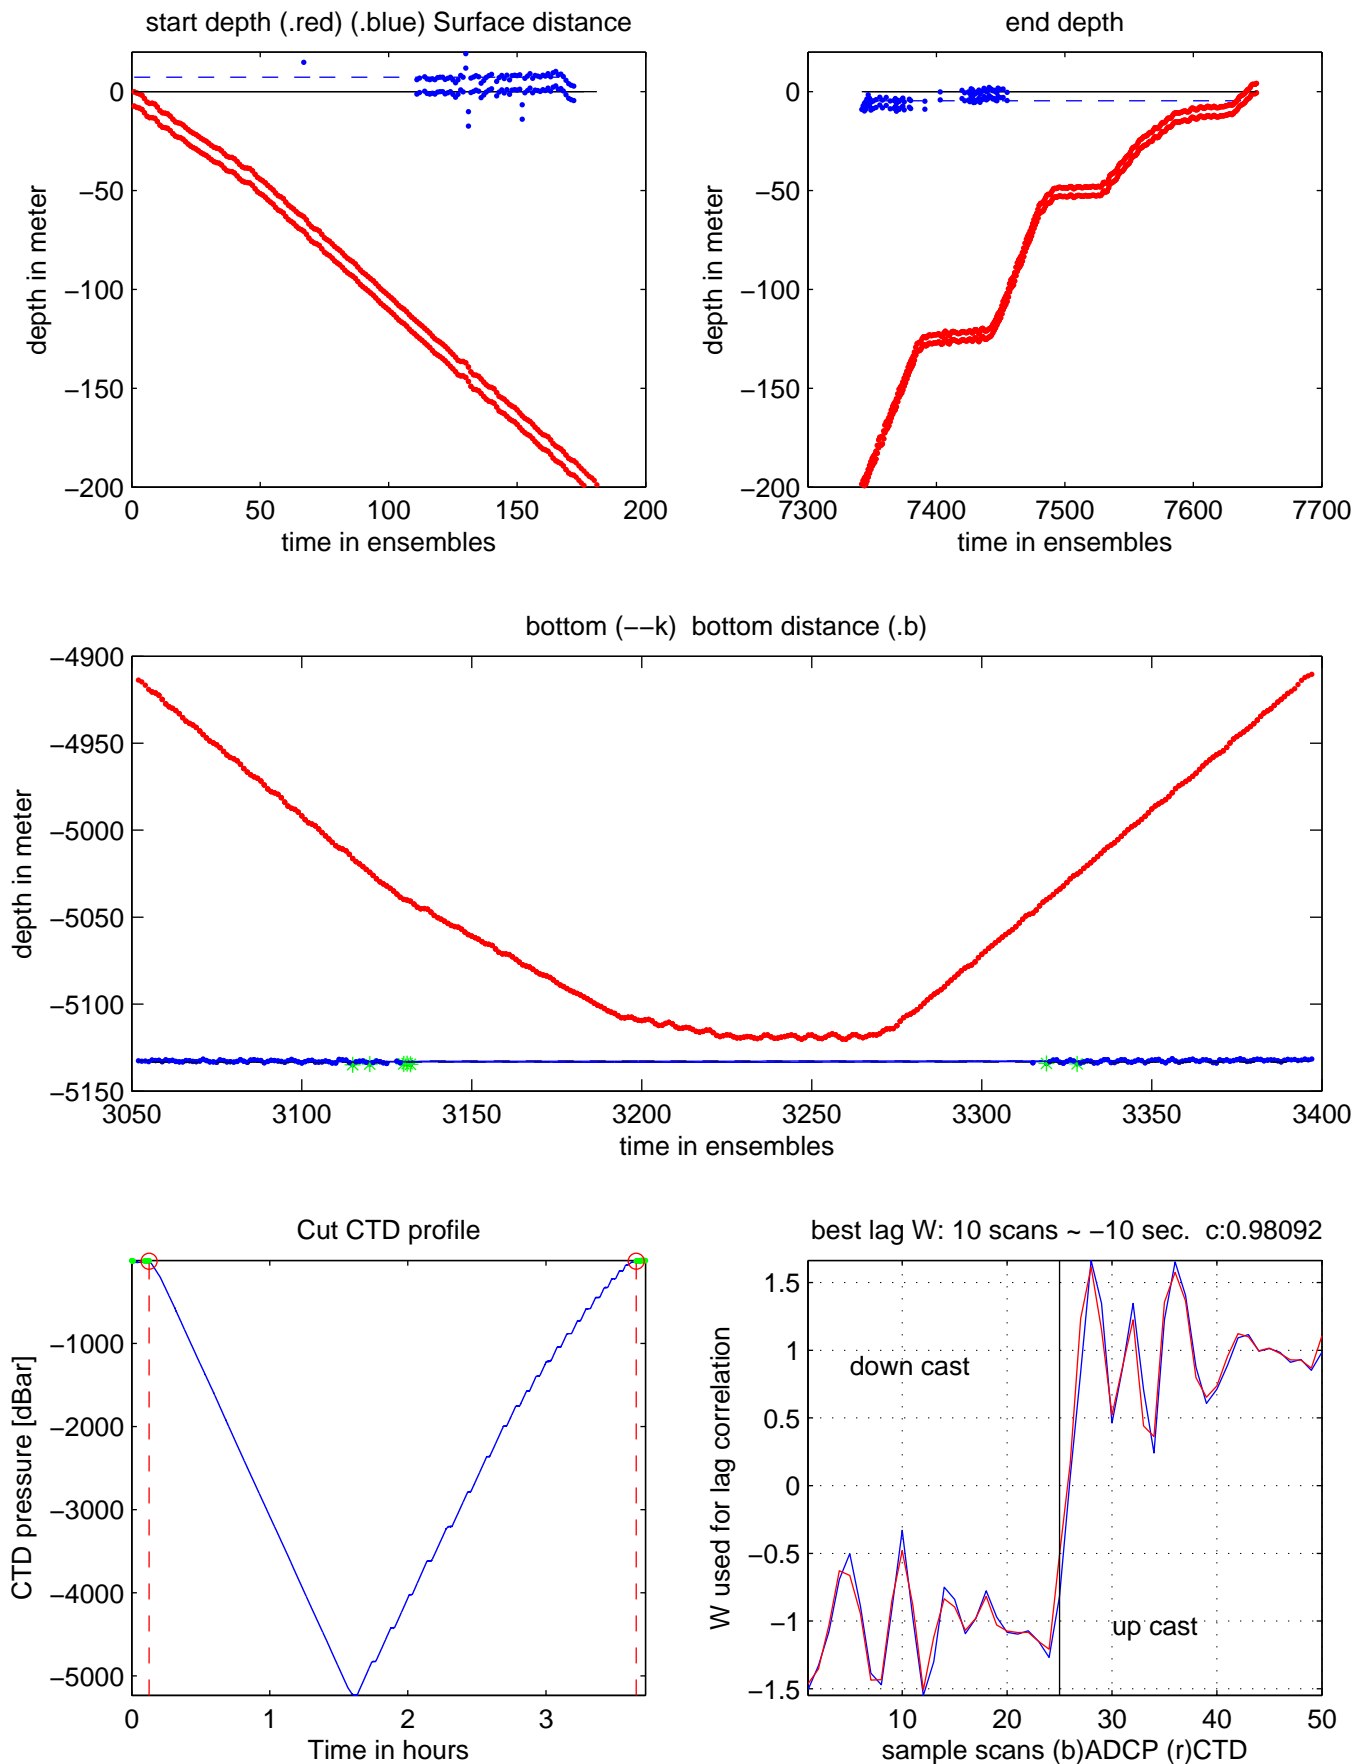 start depth (.red) (.blue) Surface distance
end depth
0
−50
−100
−150
−200
depth in meter
0 50 100 150 200
time in ensembles
0
−50
−100
−150
−200
depth in meter
7300 7400 7500 7600 7700
time in ensembles
bottom (−−k) bottom distance (.b)
−4900
−4950
−5000
−5050
−5100
−5150
depth in meter
3050 3100 3150 3200 3250 3300 3350 3400
time in ensembles
Cut CTD profile
−1000
−2000
−3000
−4000
−5000
CTD pressure [dBar]
0 1 2 3
Time in hours
best lag W: 10 scans ~ −10 sec. c:0.98092
1.5
1
0.5
0
−0.5
−1
−1.5
W used for lag correlation
down cast
up cast
10 20 30 40 50
sample scans (b)ADCP (r)CTD